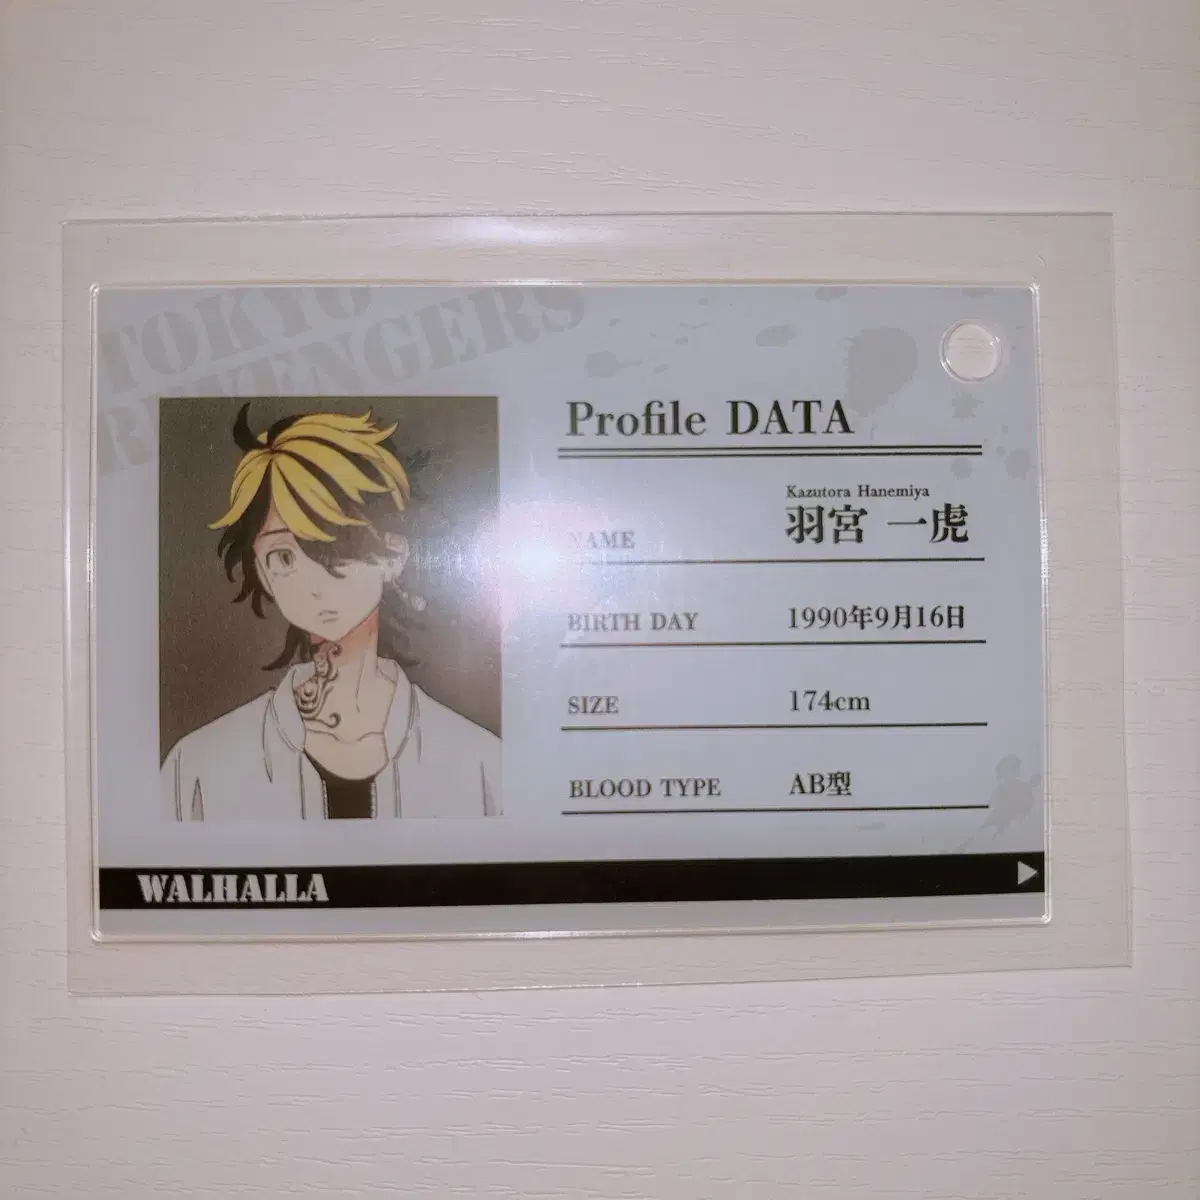 TOKYO
REVENGERS
Profile DATA
Kazutora Hanemiya
NAME 羽宮 一虎
BIRTH DAY 1990年9月16日
SIZE 174cm
BLOOD TYPE AB型
WALHALLA